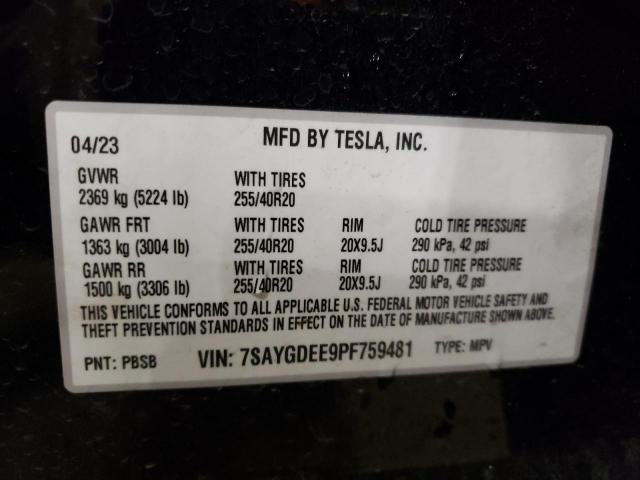 04/23 MFD BY TESLA, INC.
GVWR WITH TIRES
2369 kg (5224 lb) 255/40R20
GAWR FRT WITH TIRES RIM COLD TIRE PRESSURE
1363 kg (3004 lb) 255/40R20 20X9.5J 290 kPa, 42 psi
GAWR RR WITH TIRES RIM COLD TIRE PRESSURE
1500 kg (3306 lb) 255/40R20 20X9.5J 290 kPa, 42 psi
THIS VEHICLE CONFORMS TO ALL APPLICABLE U.S. FEDERAL MOTOR VEHICLE SAFETY AND
THEFT PREVENTION STANDARDS IN EFFECT ON THE DATE OF MANUFACTURE SHOWN ABOVE.
PNT: PBSB VIN: 7SAYGDEE9PF759481 TYPE: MPV